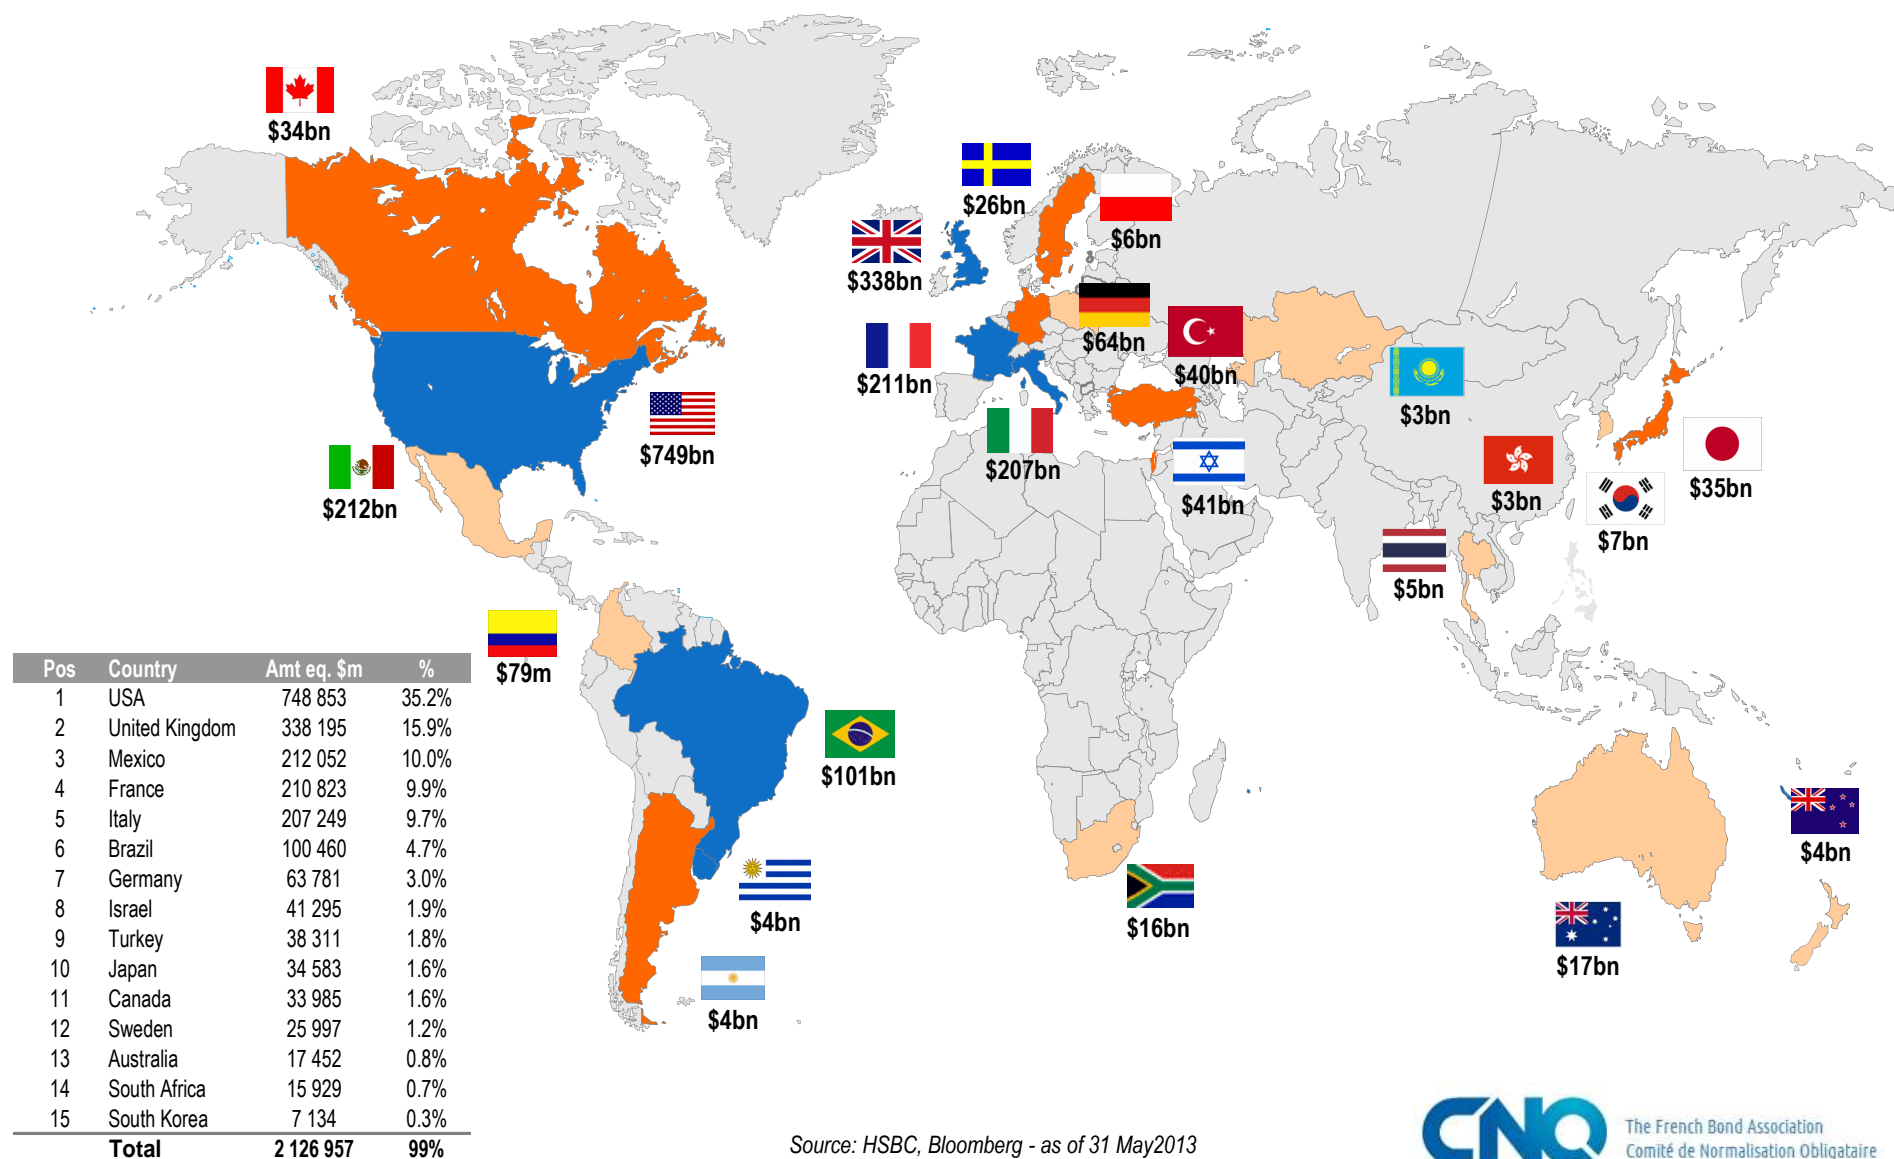 $34bn
$26bn
$6bn
$338bn
$64bn
$211bn
$40bn
$3bn
$749bn
$207bn
$212bn
$41bn
$3bn
$35bn
$7bn
$5bn
$79m
$101bn
$4bn
$4bn
$16bn
$17bn
$4bn
Pos Country Amt eq. $m %
1 USA 748 853 35.2%
2 United Kingdom 338 195 15.9%
3 Mexico 212 052 10.0%
4 France 210 823 9.9%
5 Italy 207 249 9.7%
6 Brazil 100 460 4.7%
7 Germany 63 781 3.0%
8 Israel 41 295 1.9%
9 Turkey 38 311 1.8%
10 Japan 34 583 1.6%
11 Canada 33 985 1.6%
12 Sweden 25 997 1.2%
13 Australia 17 452 0.8%
14 South Africa 15 929 0.7%
15 South Korea 7 134 0.3%
Total 2 126 957 99%
Source: HSBC, Bloomberg - as of 31 May2013
CNO
The French Bond Association
Comité de Normalisation Obligataire